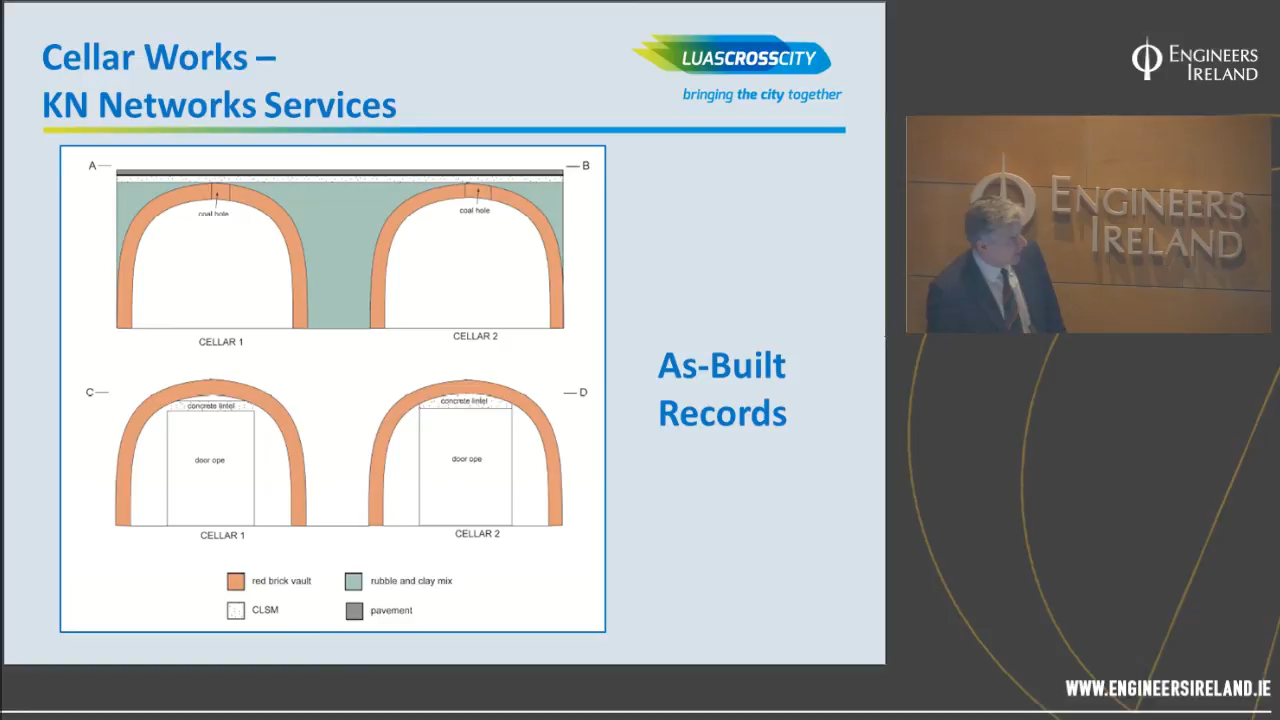 Cellar Works –
KN Networks Services
LUASCROSSCITY
bringing the city together
A
B
coal hole
coal hole
CELLAR 1
CELLAR 2
C
D
concrete lintel
concrete lintel
door ope
door ope
CELLAR 1
CELLAR 2
red brick vault
rubble and clay mix
CLSM
pavement
As-Built
Records
ENGINEERS
IRELAND
ENGINEERS
IRELAND
WWW.ENGINEERSIRELAND.IE